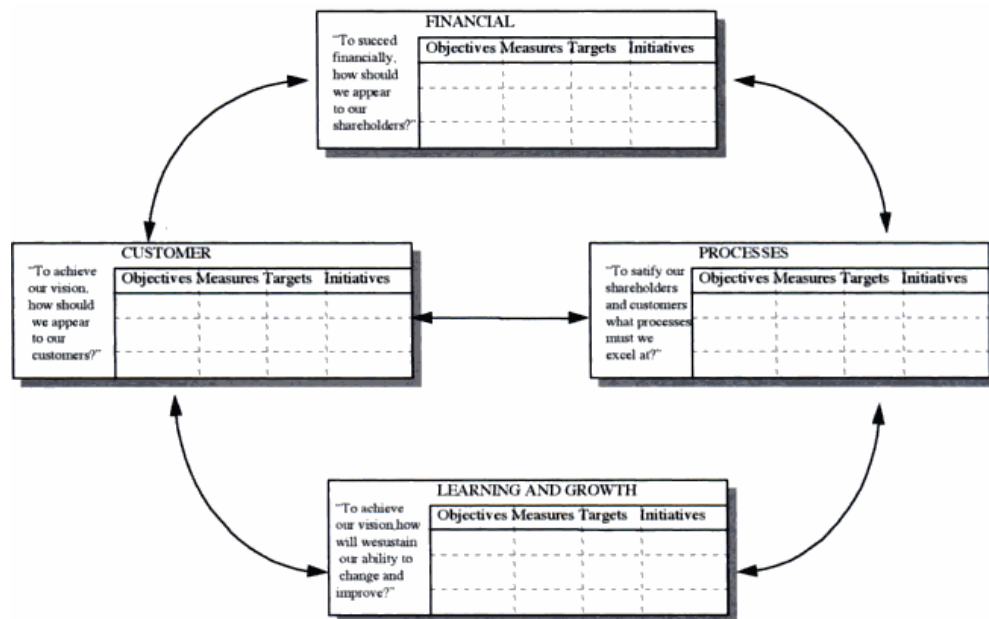 FINANCIAL
"To succed
financially,
how should
we appear
to our
shareholders?"
Objectives Measures Targets Initiatives
CUSTOMER
"To achieve
our vision,
how should
we appear
to our
customers?"
Objectives Measures Targets Initiatives
PROCESSES
"To satify our
shareholders
and customers
what processes
must we
excel at?"
Objectives Measures Targets Initiatives
LEARNING AND GROWTH
"To achieve
our vision,how
will wesustain
our ability to
change and
improve?"
Objectives Measures Targets Initiatives